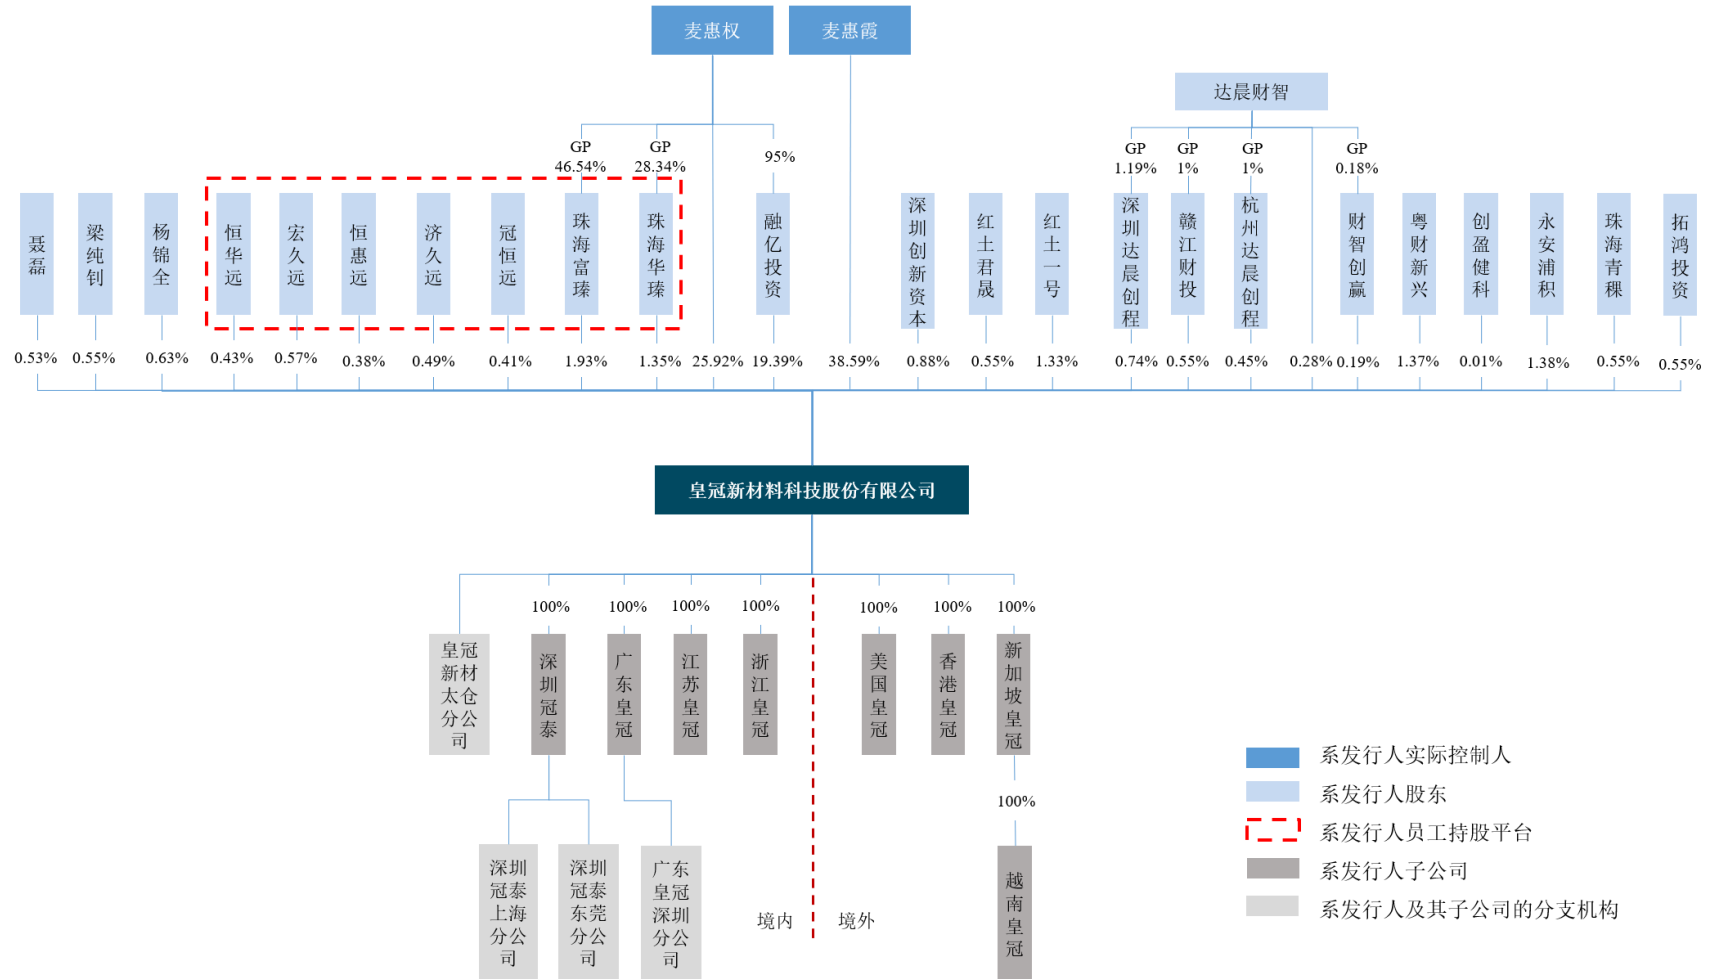 麦惠权
麦惠霞
达晨财智
GP
46.54%
GP
28.34%
95%
GP
1.19%
GP
1%
GP
1%
GP
0.18%
聂磊
梁纯钊
杨锦全
恒华远
宏久远
恒惠远
济久远
冠恒远
珠海富瑧
珠海华瑧
融亿投资
深圳创新资本
红土君晟
红土一号
深圳达晨创程
赣江财投
杭州达晨创程
财智创赢
粤财新兴
创盈健科
永安浦积
珠海青稞
拓鸿投资
0.53%
0.55%
0.63%
0.43%
0.57%
0.38%
0.49%
0.41%
1.93%
1.35%
25.92%
19.39%
38.59%
0.88%
0.55%
1.33%
0.74%
0.55%
0.45%
0.28%
0.19%
1.37%
0.01%
1.38%
0.55%
0.55%
皇冠新材料科技股份有限公司
100%
100%
100%
100%
100%
100%
100%
皇冠
新材
太仓
分公
司
深圳冠泰
广东皇冠
江苏皇冠
浙江皇冠
美国皇冠
香港皇冠
新加坡皇冠
100%
深圳
冠泰
上海
分公
司
深圳
冠泰
东莞
分公
司
广东
皇冠
深圳
分公
司
境内
境外
越南皇冠
系发行人实际控制人
系发行人股东
系发行人员工持股平台
系发行人子公司
系发行人及其子公司的分支机构